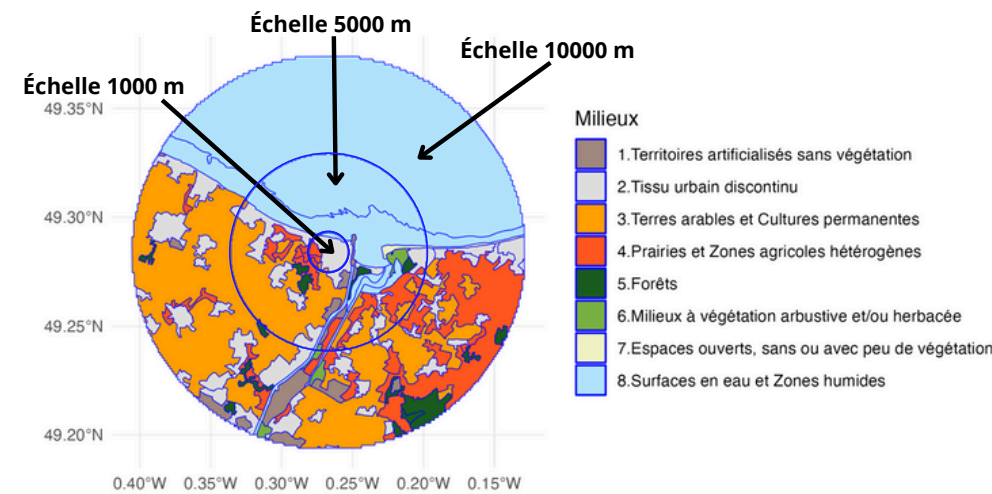 Échelle 5000 m
Échelle 10000 m
Échelle 1000 m
49.35°N
49.30°N
49.25°N
49.20°N
0.40°W
0.35°W
0.30°W
0.25°W
0.20°W
0.15°W
Milieux
1.Territoires artificialisés sans végétation
2.Tissu urbain discontinu
3.Terres arables et Cultures permanentes
4.Prairies et Zones agricoles hétérogènes
5.Forêts
6.Milieux à végétation arbustive et/ou herbacée
7.Espaces ouverts, sans ou avec peu de végétation
8.Surfaces en eau et Zones humides